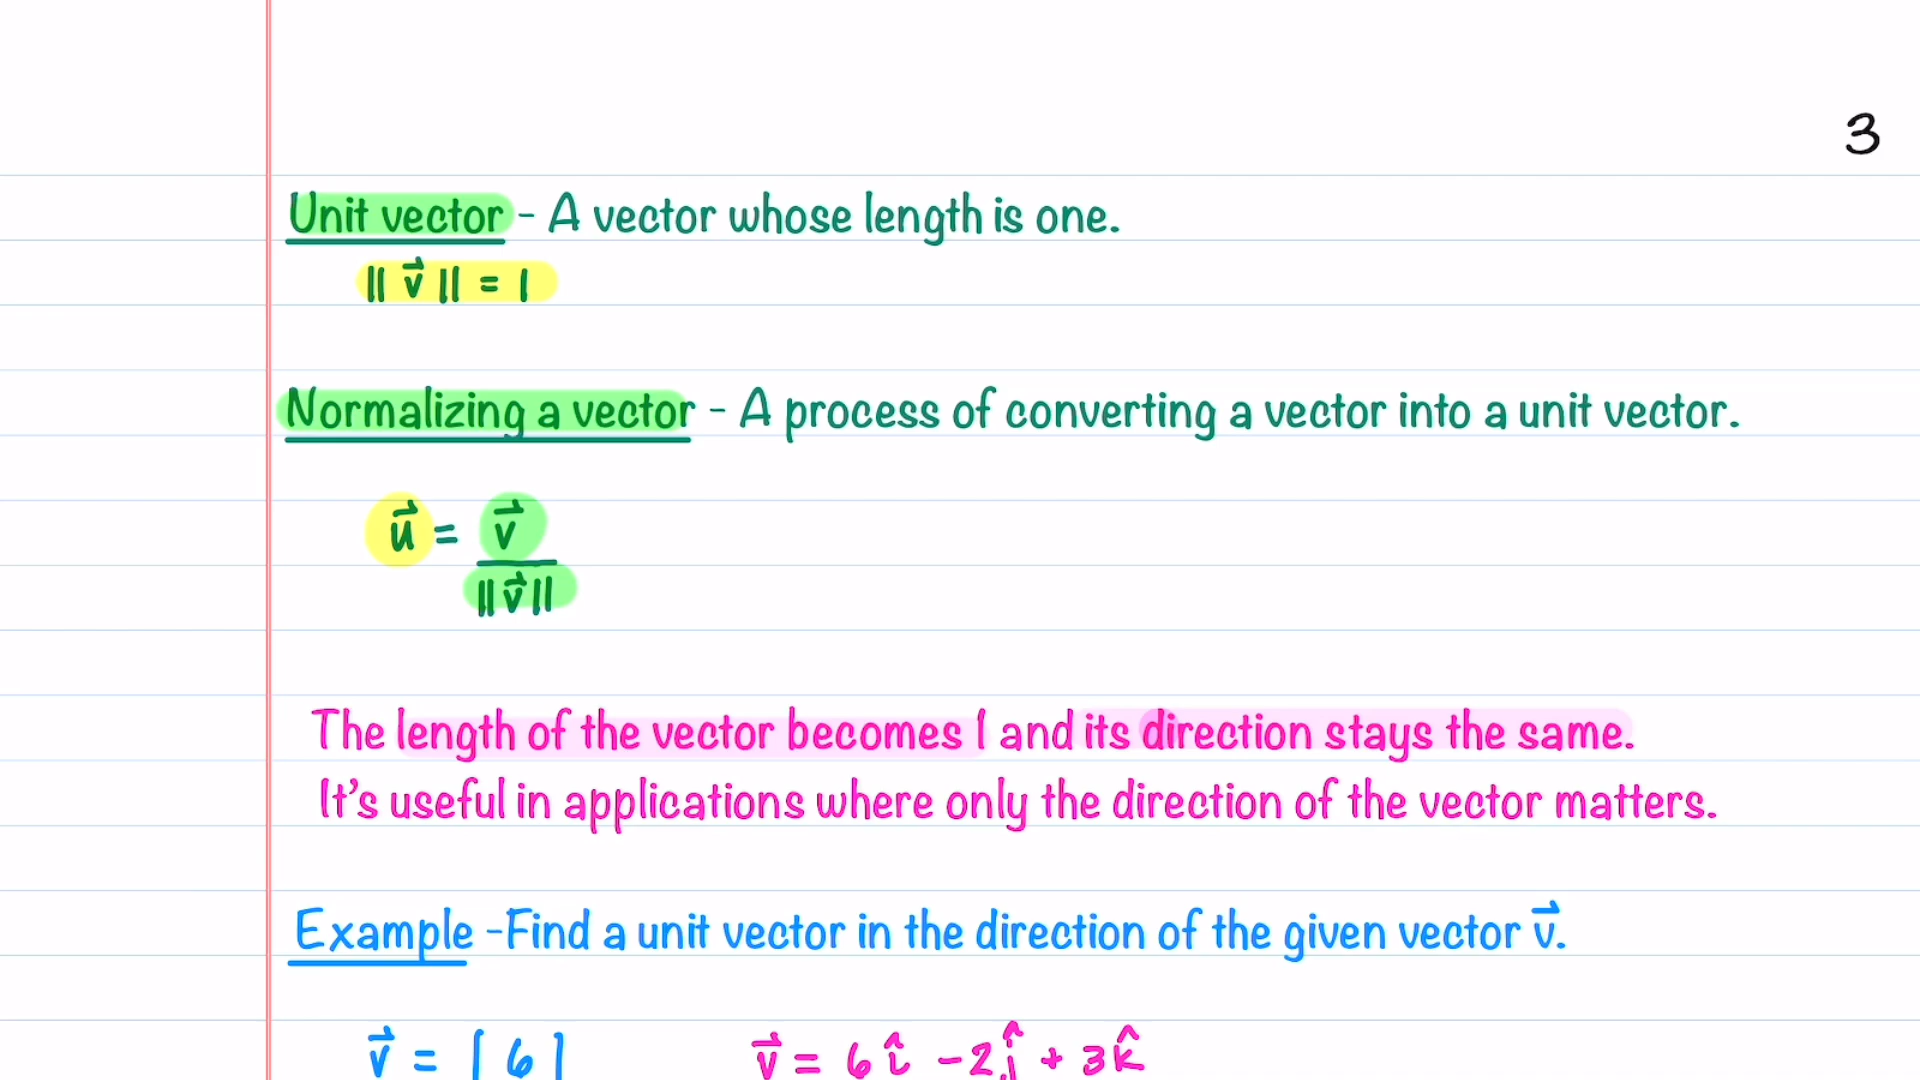 3
Unit vector - A vector whose length is one.
|| v⃗ || = 1
Normalizing a vector - A process of converting a vector into a unit vector.
u⃗ = v⃗
||v⃗||
The length of the vector becomes 1 and its direction stays the same.
It's useful in applications where only the direction of the vector matters.
Example -Find a unit vector in the direction of the given vector v⃗.
v⃗ = [ 6 ] v⃗ = 6 î - 2ĵ + 3k̂